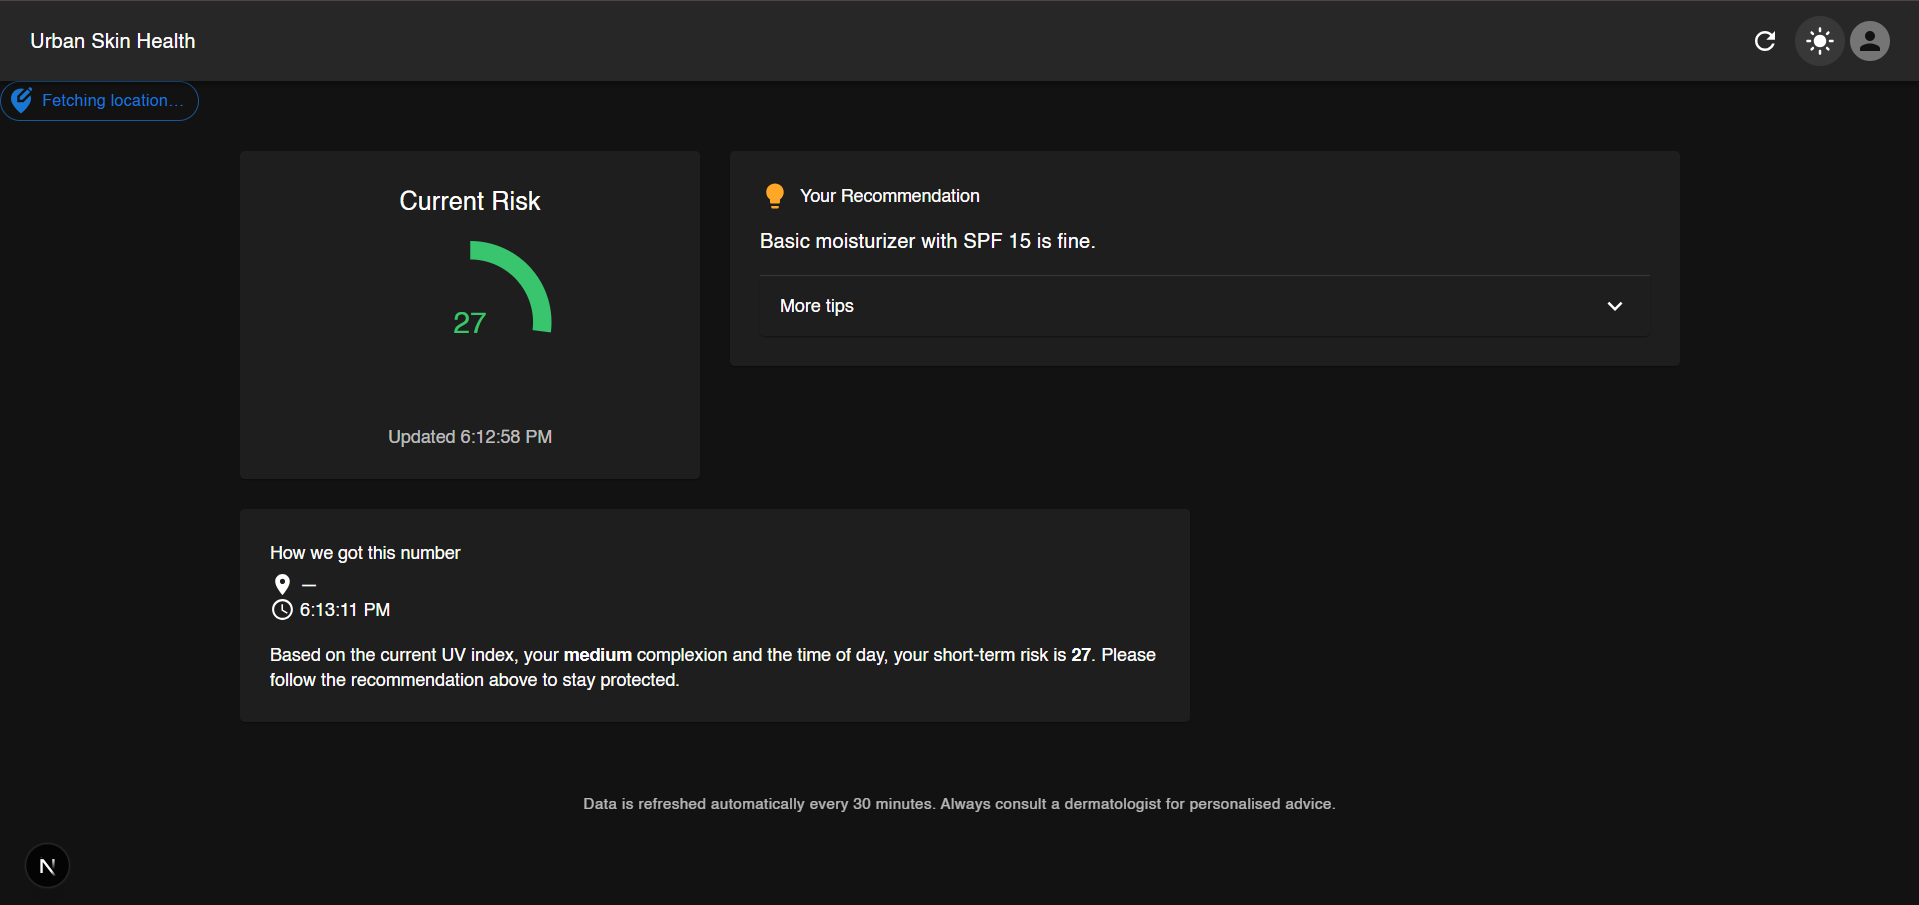 Urban Skin Health
Fetching location…
Current Risk
27
Updated 6:12:58 PM
Your Recommendation
Basic moisturizer with SPF 15 is fine.
More tips
How we got this number
—
6:13:11 PM
Based on the current UV index, your medium complexion and the time of day, your short-term risk is 27. Please
follow the recommendation above to stay protected.
Data is refreshed automatically every 30 minutes. Always consult a dermatologist for personalised advice.
N